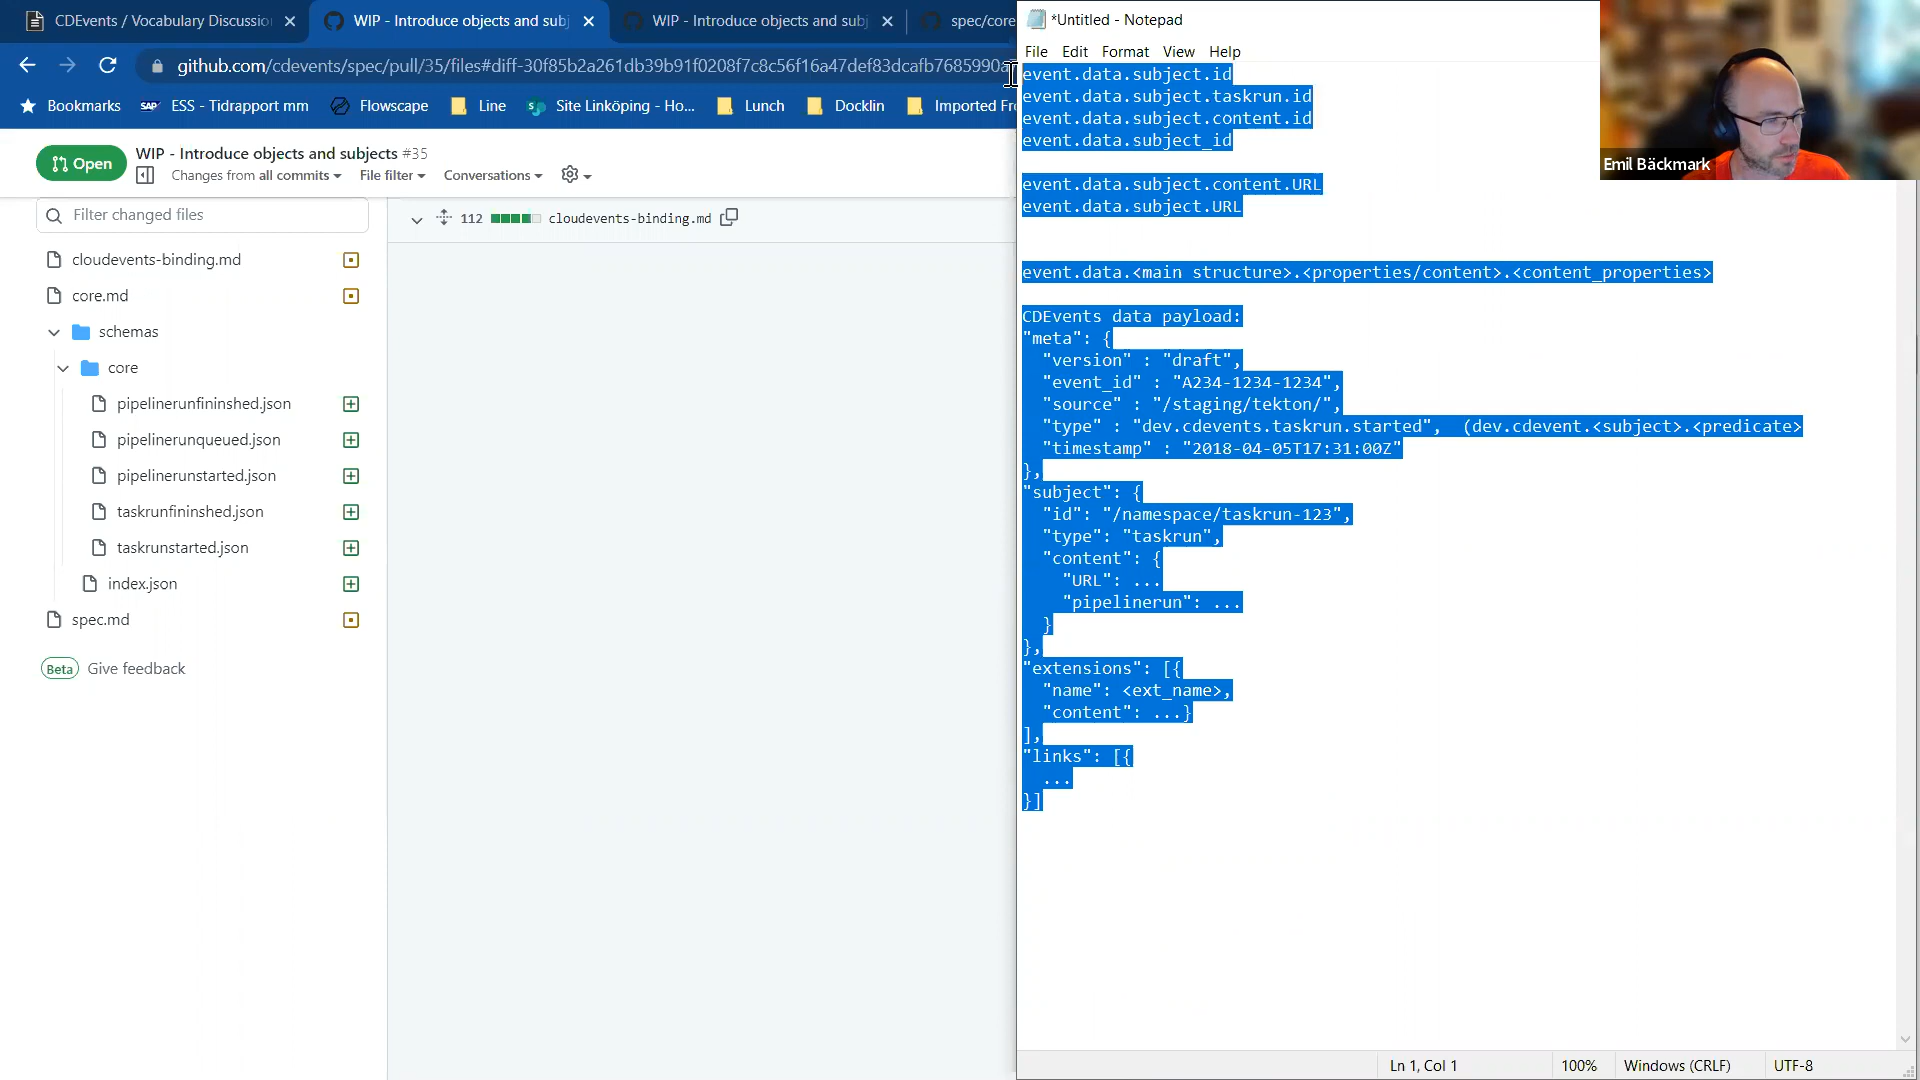 CDEvents / Vocabulary Discussio
WIP - Introduce objects and subj
WIP - Introduce objects and subj
spec/core
github.com/cdevents/spec/pull/35/files#diff-30f85b2a261db39b91f0208f7c8c56f16a47def83dcafb7685990a
Bookmarks
ESS - Tidrapport mm
Flowscape
Line
Site Linköping - Ho...
Lunch
Docklin
Imported Fr
Open
WIP - Introduce objects and subjects #35
Changes from all commits
File filter
Conversations
Filter changed files
cloudevents-binding.md
core.md
schemas
core
pipelinerunfininshed.json
pipelinerunqueued.json
pipelinerunstarted.json
taskrunfininshed.json
taskrunstarted.json
index.json
spec.md
Beta Give feedback
112 cloudevents-binding.md
*Untitled - Notepad
File Edit Format View Help
event.data.subject.id
event.data.subject.taskrun.id
event.data.subject.content.id
event.data.subject_id
event.data.subject.content.URL
event.data.subject.URL
event.data.<main structure>.<properties/content>.<content_properties>
CDEvents data payload:
"meta": {
"version" : "draft",
"event_id" : "A234-1234-1234",
"source" : "/staging/tekton/",
"type" : "dev.cdevents.taskrun.started", (dev.cdevent.<subject>.<predicate>
"timestamp" : "2018-04-05T17:31:00Z"
},
"subject": {
"id": "/namespace/taskrun-123",
"type": "taskrun",
"content": {
"URL": ...
"pipelinerun": ...
}
},
"extensions": [{
"name": <ext_name>,
"content": ...}
],
"links": [{
...
}]
Ln 1, Col 1
100%
Windows (CRLF)
UTF-8
Emil Bäckmark